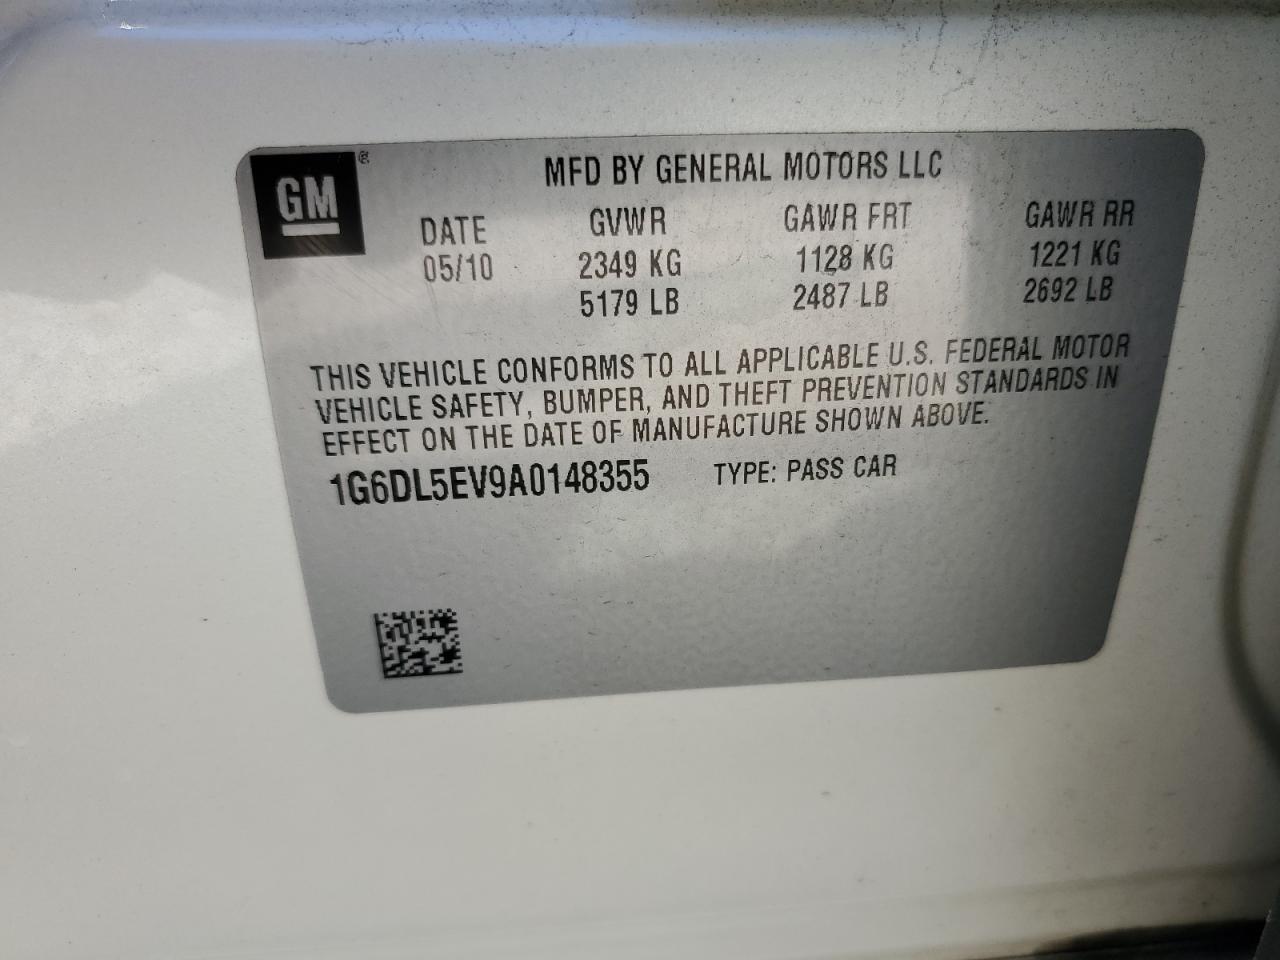 GM®
MFD BY GENERAL MOTORS LLC
DATE GVWR GAWR FRT GAWR RR
05/10 2349 KG 1128 KG 1221 KG
5179 LB 2487 LB 2692 LB
THIS VEHICLE CONFORMS TO ALL APPLICABLE U.S. FEDERAL MOTOR
VEHICLE SAFETY, BUMPER, AND THEFT PREVENTION STANDARDS IN
EFFECT ON THE DATE OF MANUFACTURE SHOWN ABOVE.
1G6DL5EV9A0148355 TYPE: PASS CAR